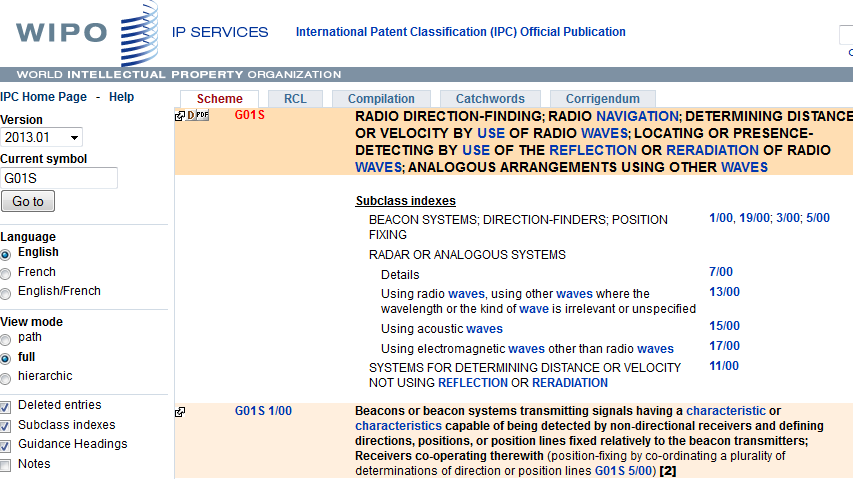 WIPO IP SERVICES International Patent Classification (IPC) Official Publication
WORLD INTELLECTUAL PROPERTY ORGANIZATION
IPC Home Page - Help
Scheme RCL Compilation Catchwords Corrigendum
Version
2013.01
Current symbol
G01S
Go to
Language
English
French
English/French
View mode
path
full
hierarchic
Deleted entries
Subclass indexes
Guidance Headings
Notes
D PDF G01S RADIO DIRECTION-FINDING; RADIO NAVIGATION; DETERMINING DISTANCE
OR VELOCITY BY USE OF RADIO WAVES; LOCATING OR PRESENCE-
DETECTING BY USE OF THE REFLECTION OR RERADIATION OF RADIO
WAVES; ANALOGOUS ARRANGEMENTS USING OTHER WAVES
Subclass indexes
BEACON SYSTEMS; DIRECTION-FINDERS; POSITION 1/00, 19/00; 3/00; 5/00
FIXING
RADAR OR ANALOGOUS SYSTEMS
Details 7/00
Using radio waves, using other waves where the 13/00
wavelength or the kind of wave is irrelevant or unspecified
Using acoustic waves 15/00
Using electromagnetic waves other than radio waves 17/00
SYSTEMS FOR DETERMINING DISTANCE OR VELOCITY 11/00
NOT USING REFLECTION OR RERADIATION
G01S 1/00 Beacons or beacon systems transmitting signals having a characteristic or
characteristics capable of being detected by non-directional receivers and defining
directions, positions, or position lines fixed relatively to the beacon transmitters;
Receivers co-operating therewith (position-fixing by co-ordinating a plurality of
determinations of direction or position lines G01S 5/00) [2]